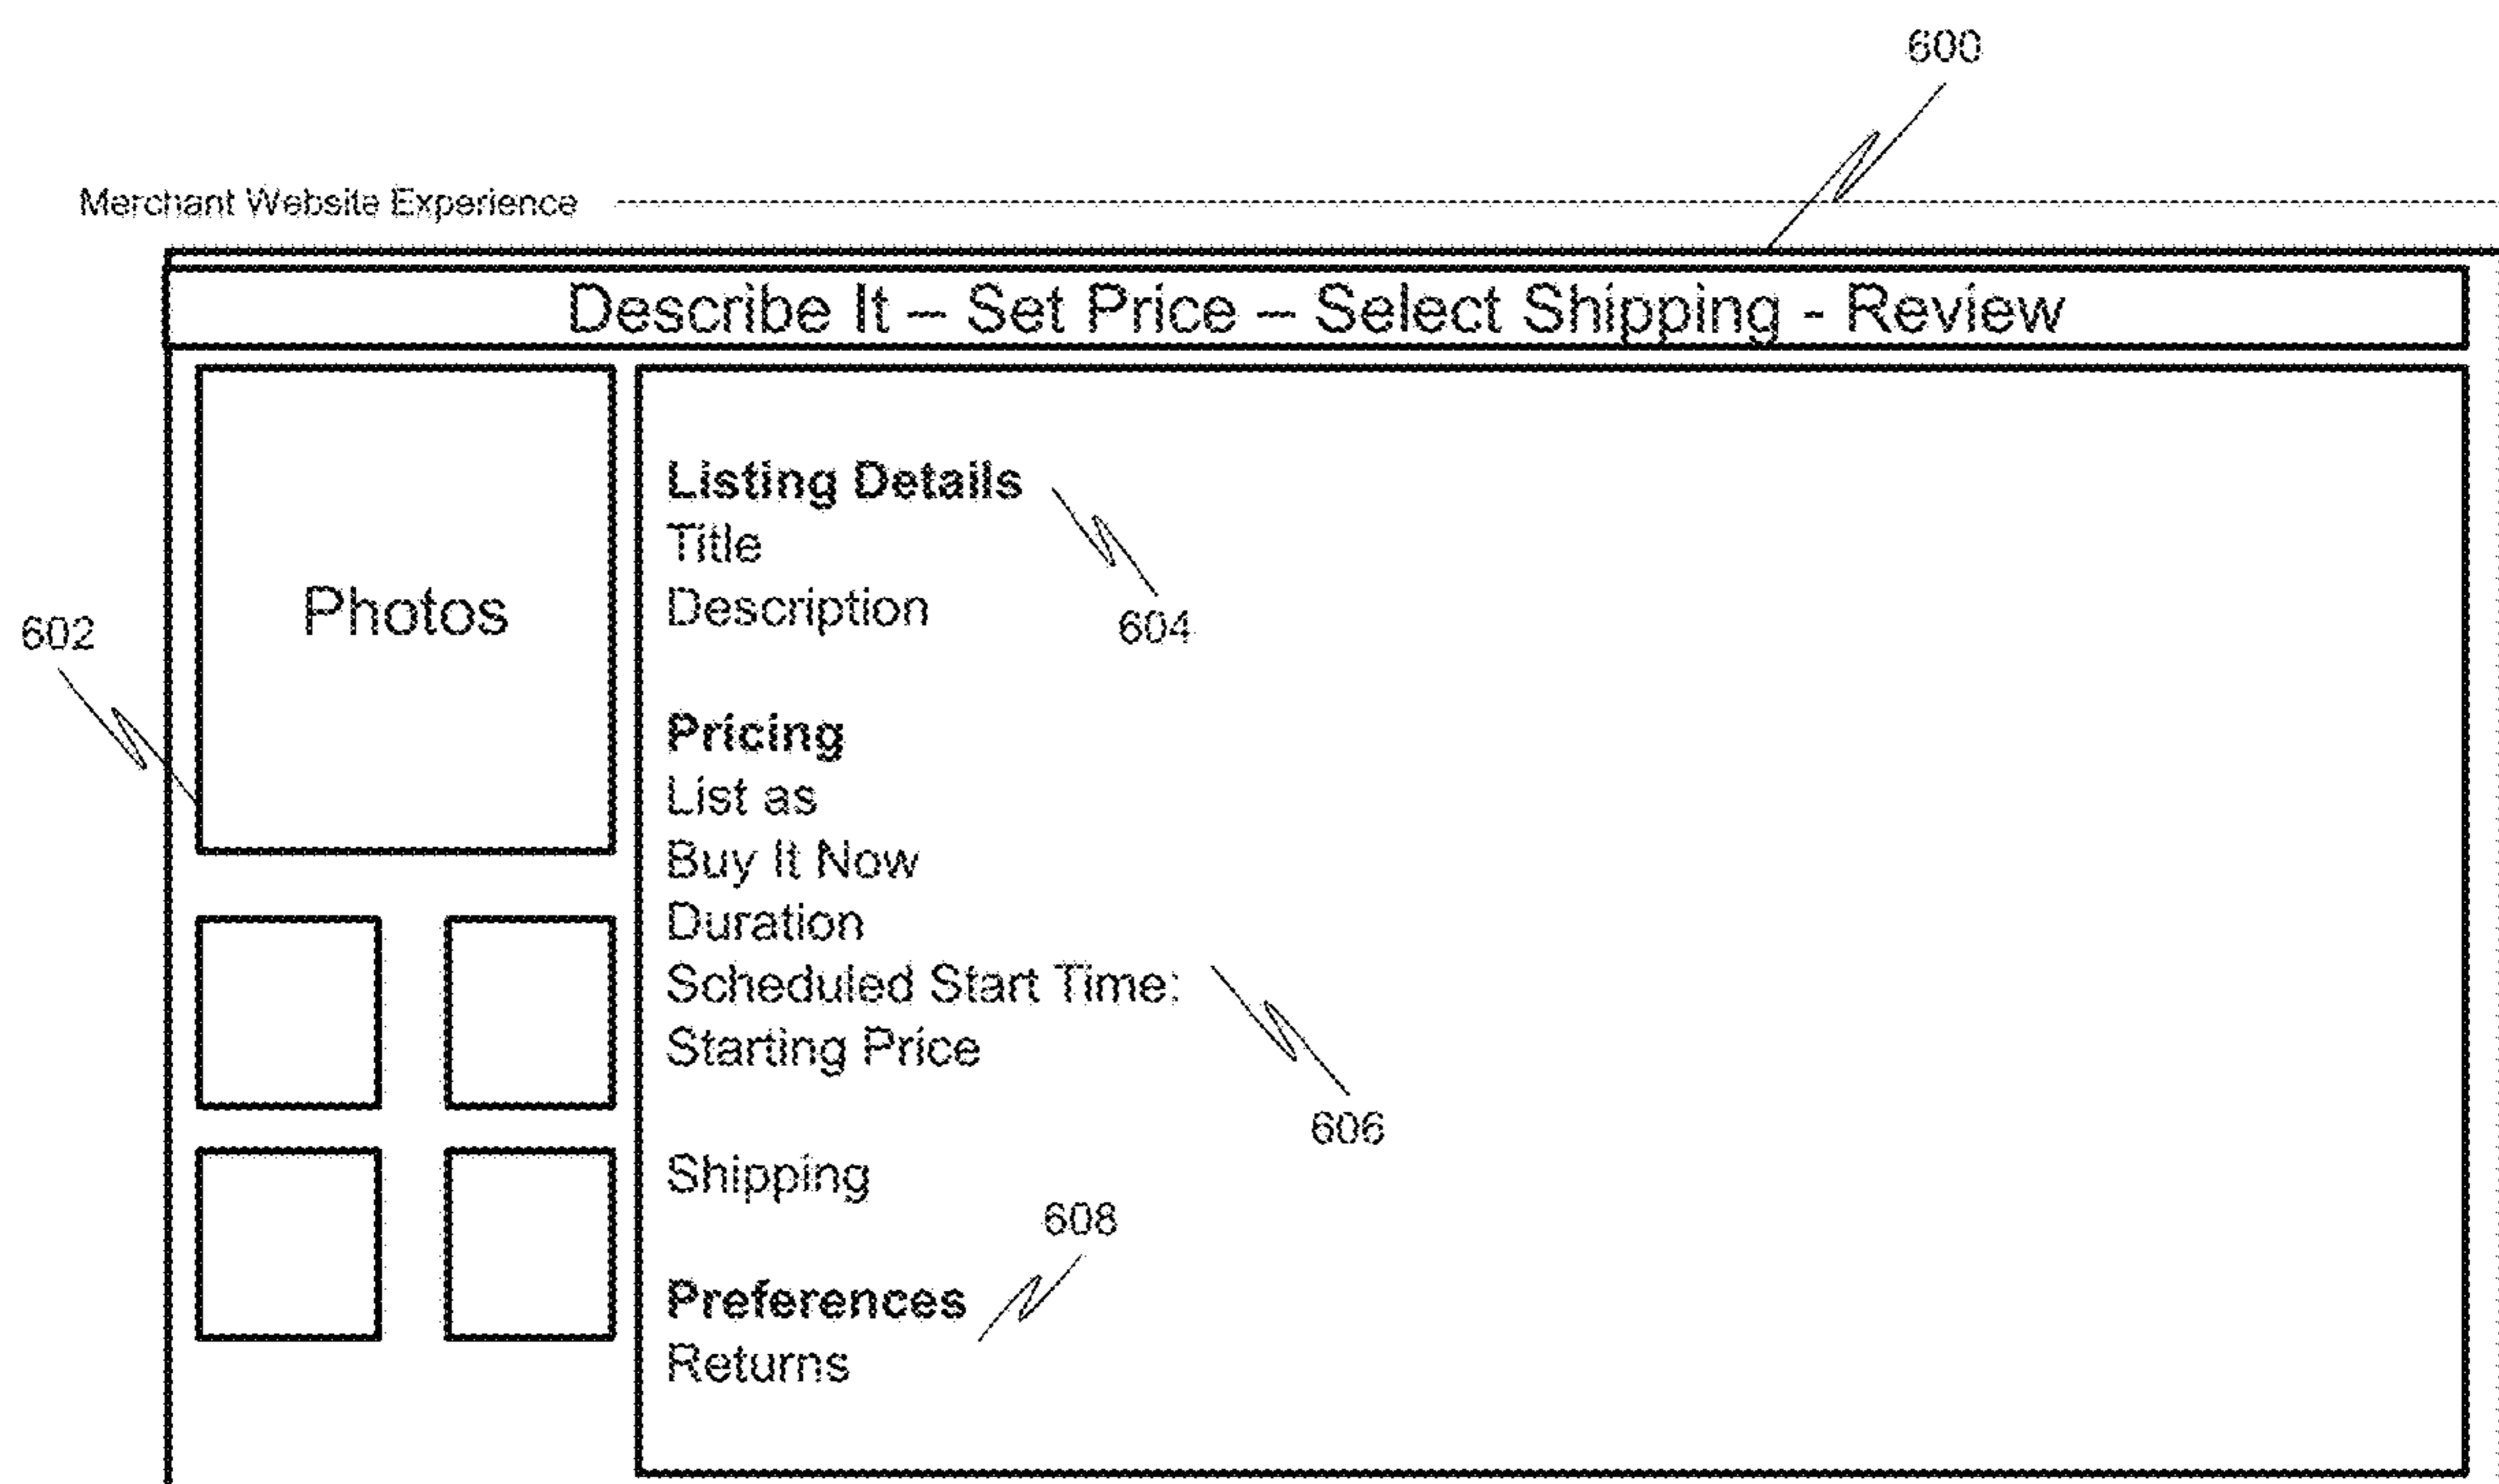 600
Merchant Website Experience
Describe It – Set Price – Select Shipping - Review
Photos
602
Listing Details
Title
Description
604
Pricing
List as
Buy It Now
Duration
Scheduled Start Time:
Starting Price
606
Shipping
608
Preferences
Returns